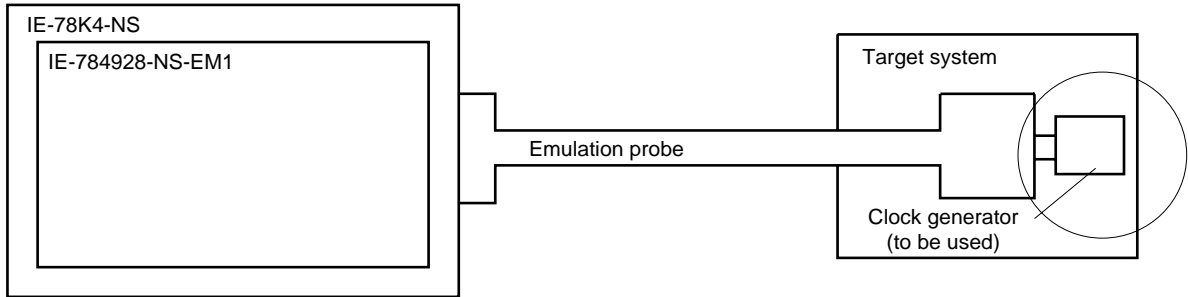 IE-78K4-NS
IE-784928-NS-EM1
Target system
Emulation probe
Clock generator
(to be used)